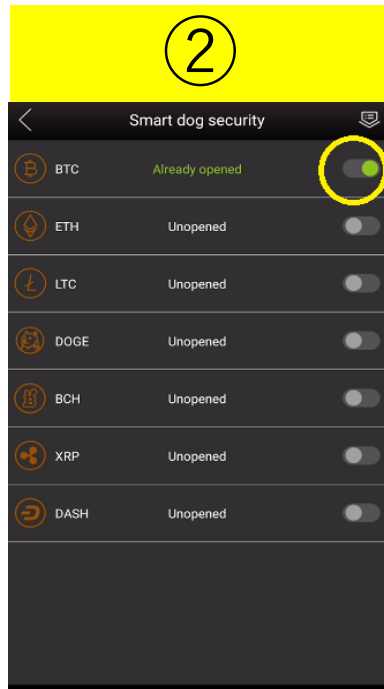 ②
Smart dog security
BTC Already opened
ETH Unopened
LTC Unopened
DOGE Unopened
BCH Unopened
XRP Unopened
DASH Unopened